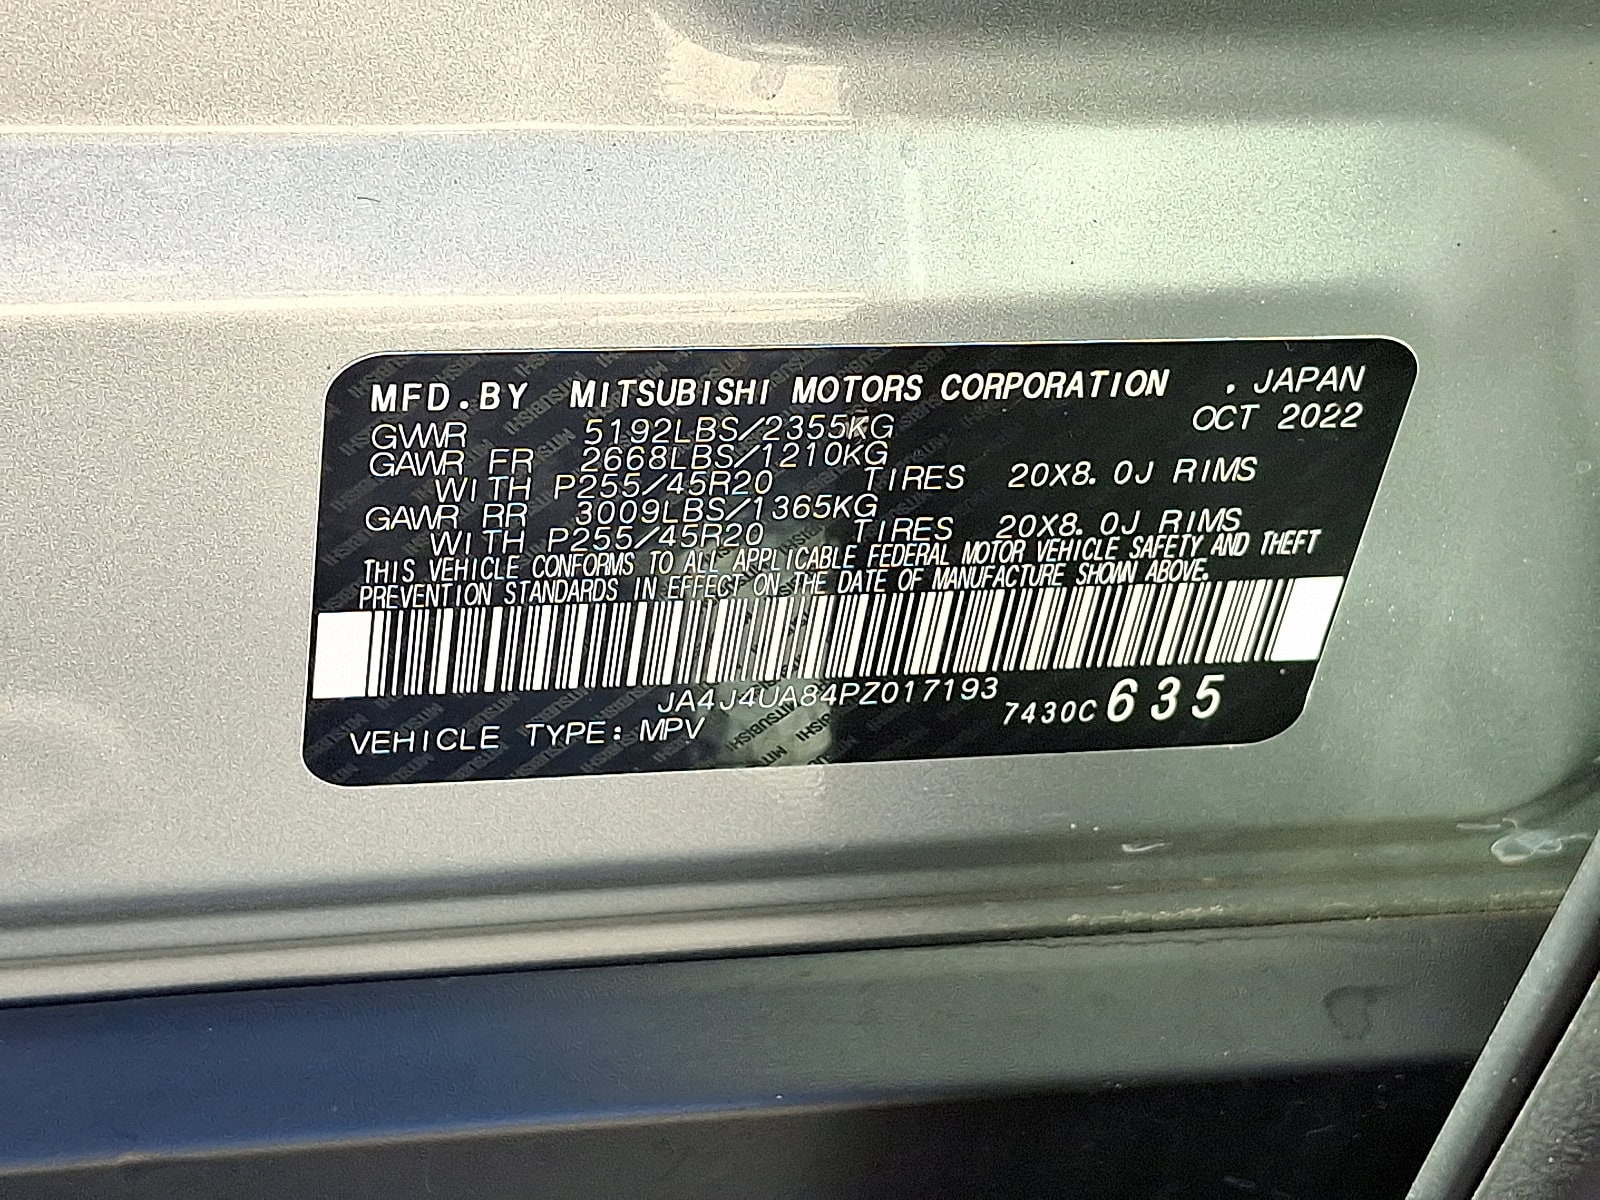 MFD.BY MITSUBISHI MOTORS CORPORATION . JAPAN
OCT 2022
GVWR 5192LBS/2355KG
GAWR FR 2668LBS/1210KG
WITH P255/45R20 TIRES 20X8.0J RIMS
GAWR RR 3009LBS/1365KG
WITH P255/45R20 TIRES 20X8.0J RIMS
THIS VEHICLE CONFORMS TO ALL APPLICABLE FEDERAL MOTOR VEHICLE SAFETY AND THEFT
PREVENTION STANDARDS IN EFFECT ON THE DATE OF MANUFACTURE SHOWN ABOVE.
JA4J4UA84PZ017193
7430C 635
VEHICLE TYPE: MPV